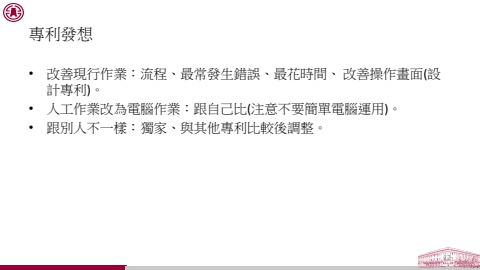 專利發想
• 改善現行作業：流程、最常發生錯誤、最花時間、 改善操作畫面(設
計專利)。
• 人工作業改為電腦作業：跟自己比(注意不要簡單電腦運用)。
• 跟別人不一樣：獨家、與其他專利比較後調整。